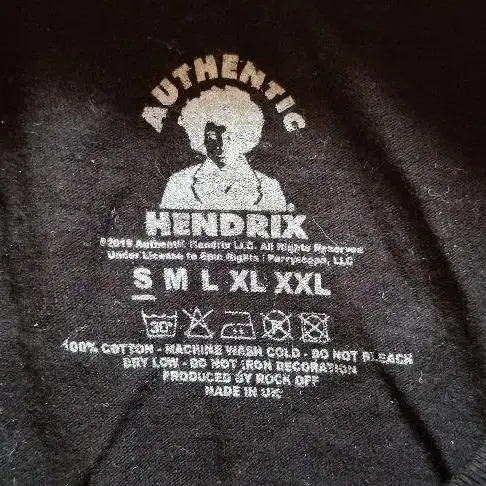 AUTHENTIC
HENDRIX
©2019 Authentic Hendrix LLC. All Rights Reserved
Under License to Epic Rights / Perryscope, LLC
S M L XL XXL
30°
100% COTTON - MACHINE WASH COLD - DO NOT BLEACH
DRY LOW - DO NOT IRON DECORATION
PRODUCED BY ROCK OFF
MADE IN UK